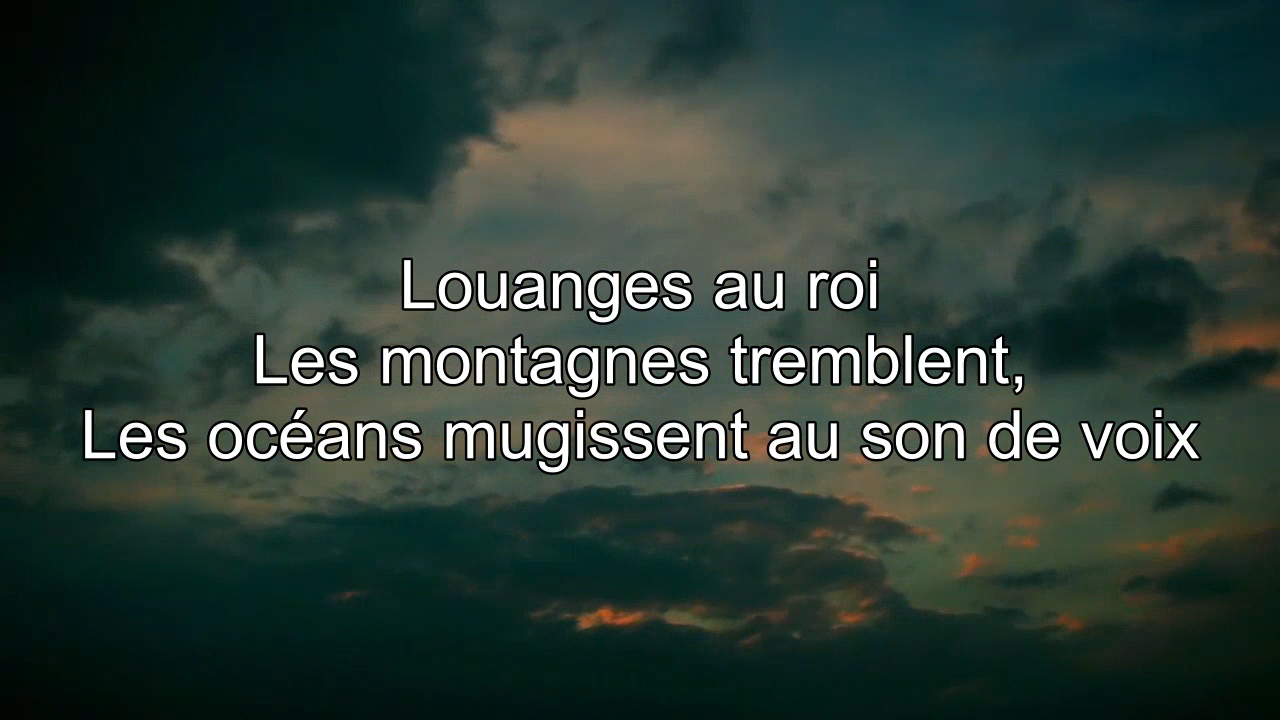 Louanges au roi
Les montagnes tremblent,
Les océans mugissent au son de voix